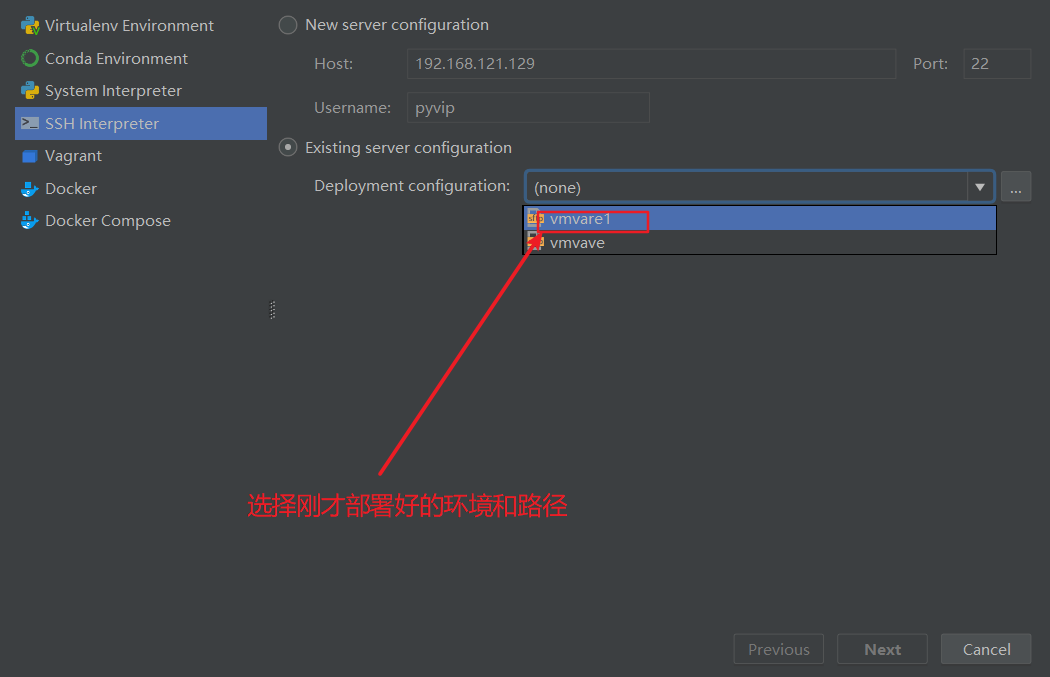 Virtualenv Environment
Conda Environment
System Interpreter
SSH Interpreter
Vagrant
Docker
Docker Compose
New server configuration
Host: 192.168.121.129 Port: 22
Username: pyvip
Existing server configuration
Deployment configuration: (none) ...
vmvare1
vmvave
选择刚才部署好的环境和路径
Previous Next Cancel